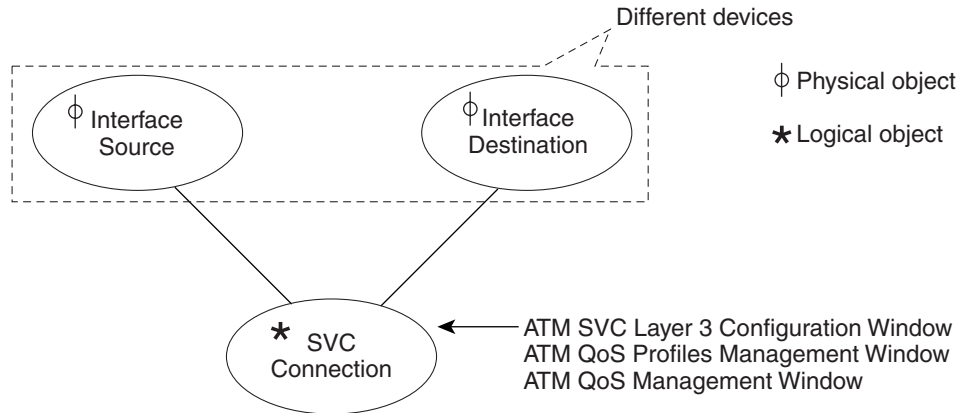 Different devices
Physical object
Logical object
Interface
Source
Interface
Destination
SVC
Connection
ATM SVC Layer 3 Configuration Window
ATM QoS Profiles Management Window
ATM QoS Management Window